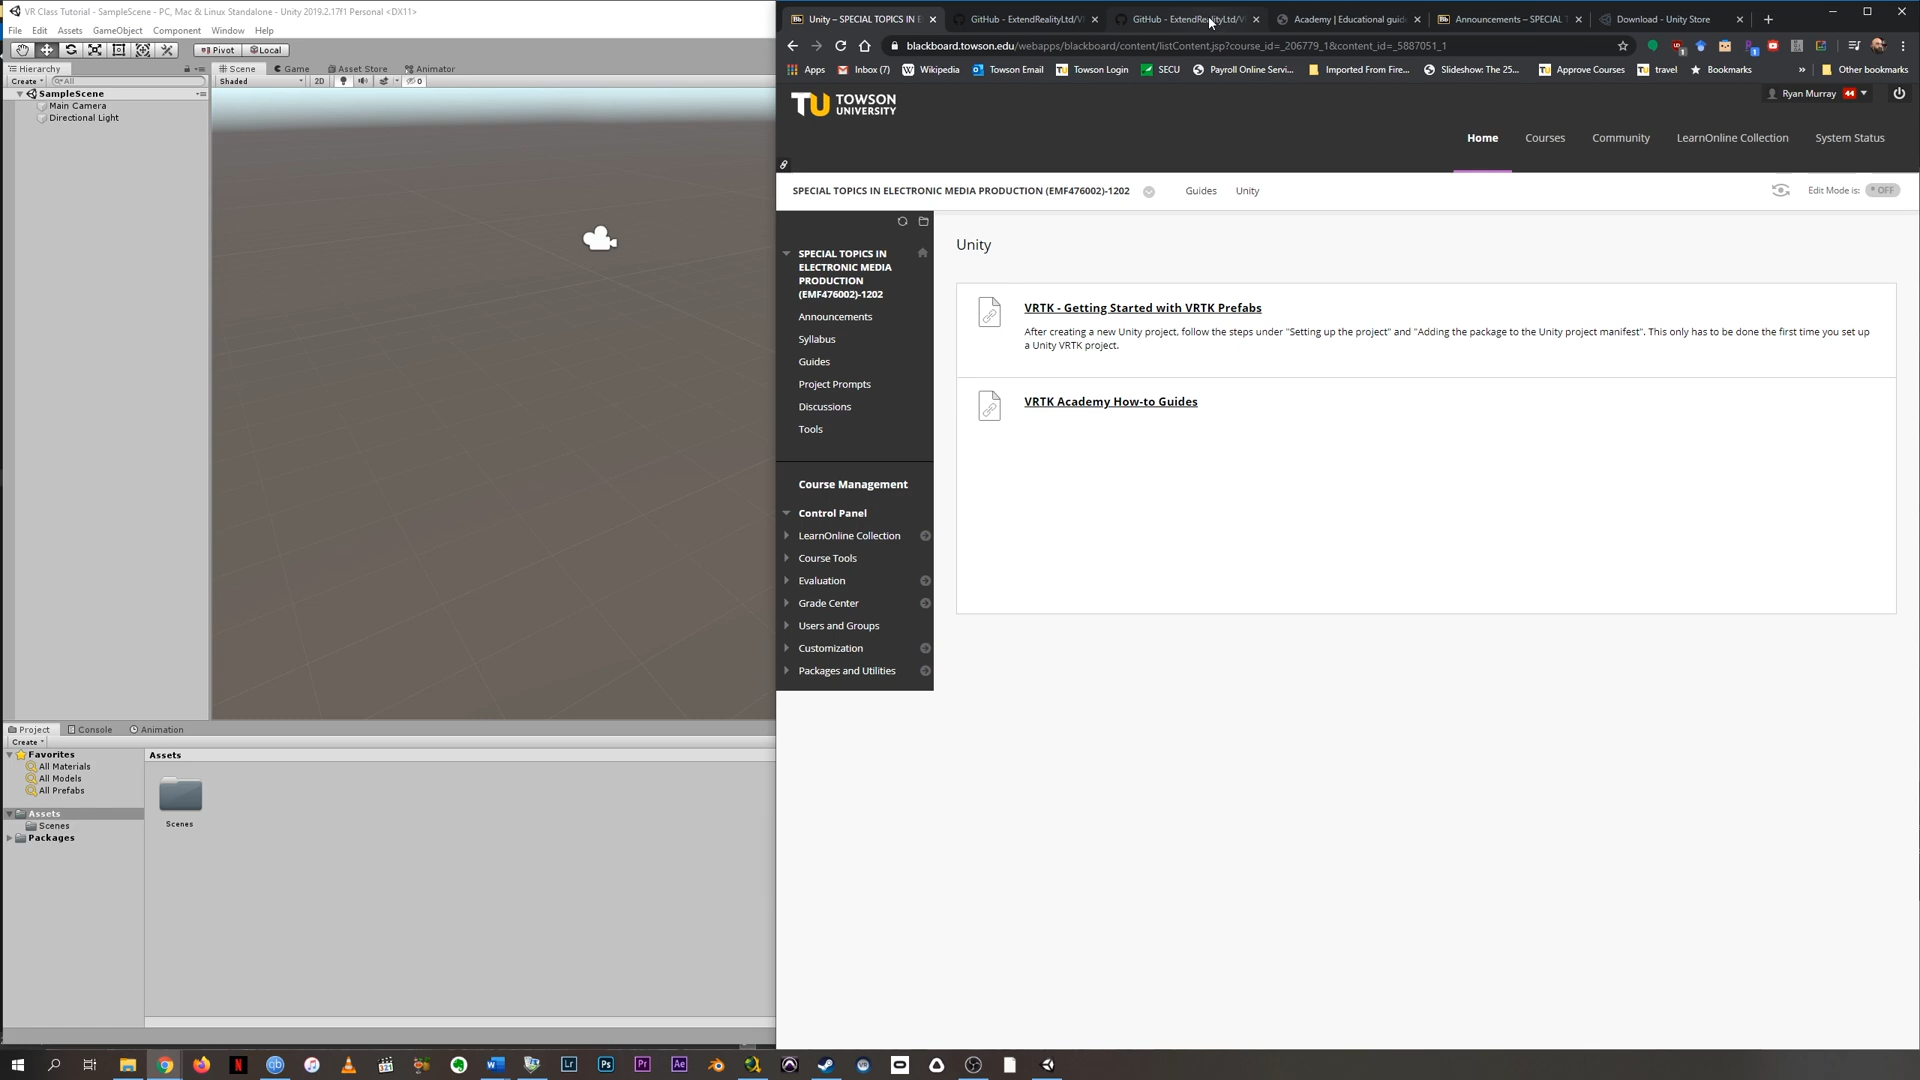 VR Class Tutorial - SampleScene - PC, Mac & Linux Standalone - Unity 2019.2.17f1 Personal <DX11>
File Edit Assets GameObject Component Window Help
Pivot Local
Hierarchy
Create All
SampleScene
Main Camera
Directional Light
Scene Game Asset Store Animator
Shaded 2D 0
Project Console Animation
Create
Favorites
All Materials
All Models
All Prefabs
Assets
Scenes
Packages
Assets
Scenes
Unity – SPECIAL TOPICS IN E
GitHub - ExtendRealityLtd/V
GitHub - ExtendRealityLtd/V
Academy | Educational guid
Announcements – SPECIAL T
Download - Unity Store
blackboard.towson.edu/webapps/blackboard/content/listContent.jsp?course_id=_206779_1&content_id=_5887051_1
Apps Inbox (7) Wikipedia Towson Email Towson Login SECU Payroll Online Servi... Imported From Fire... Slideshow: The 25... Approve Courses travel Bookmarks » Other bookmarks
TU TOWSON UNIVERSITY
Ryan Murray 44
Home Courses Community LearnOnline Collection System Status
SPECIAL TOPICS IN ELECTRONIC MEDIA PRODUCTION (EMF476002)-1202 Guides Unity
Edit Mode is: OFF
SPECIAL TOPICS IN
ELECTRONIC MEDIA
PRODUCTION
(EMF476002)-1202
Announcements
Syllabus
Guides
Project Prompts
Discussions
Tools
Course Management
Control Panel
LearnOnline Collection
Course Tools
Evaluation
Grade Center
Users and Groups
Customization
Packages and Utilities
Unity
VRTK - Getting Started with VRTK Prefabs
After creating a new Unity project, follow the steps under "Setting up the project" and "Adding the package to the Unity project manifest". This only has to be done the first time you set up
a Unity VRTK project.
VRTK Academy How-to Guides
Lr Ps Pr Ae